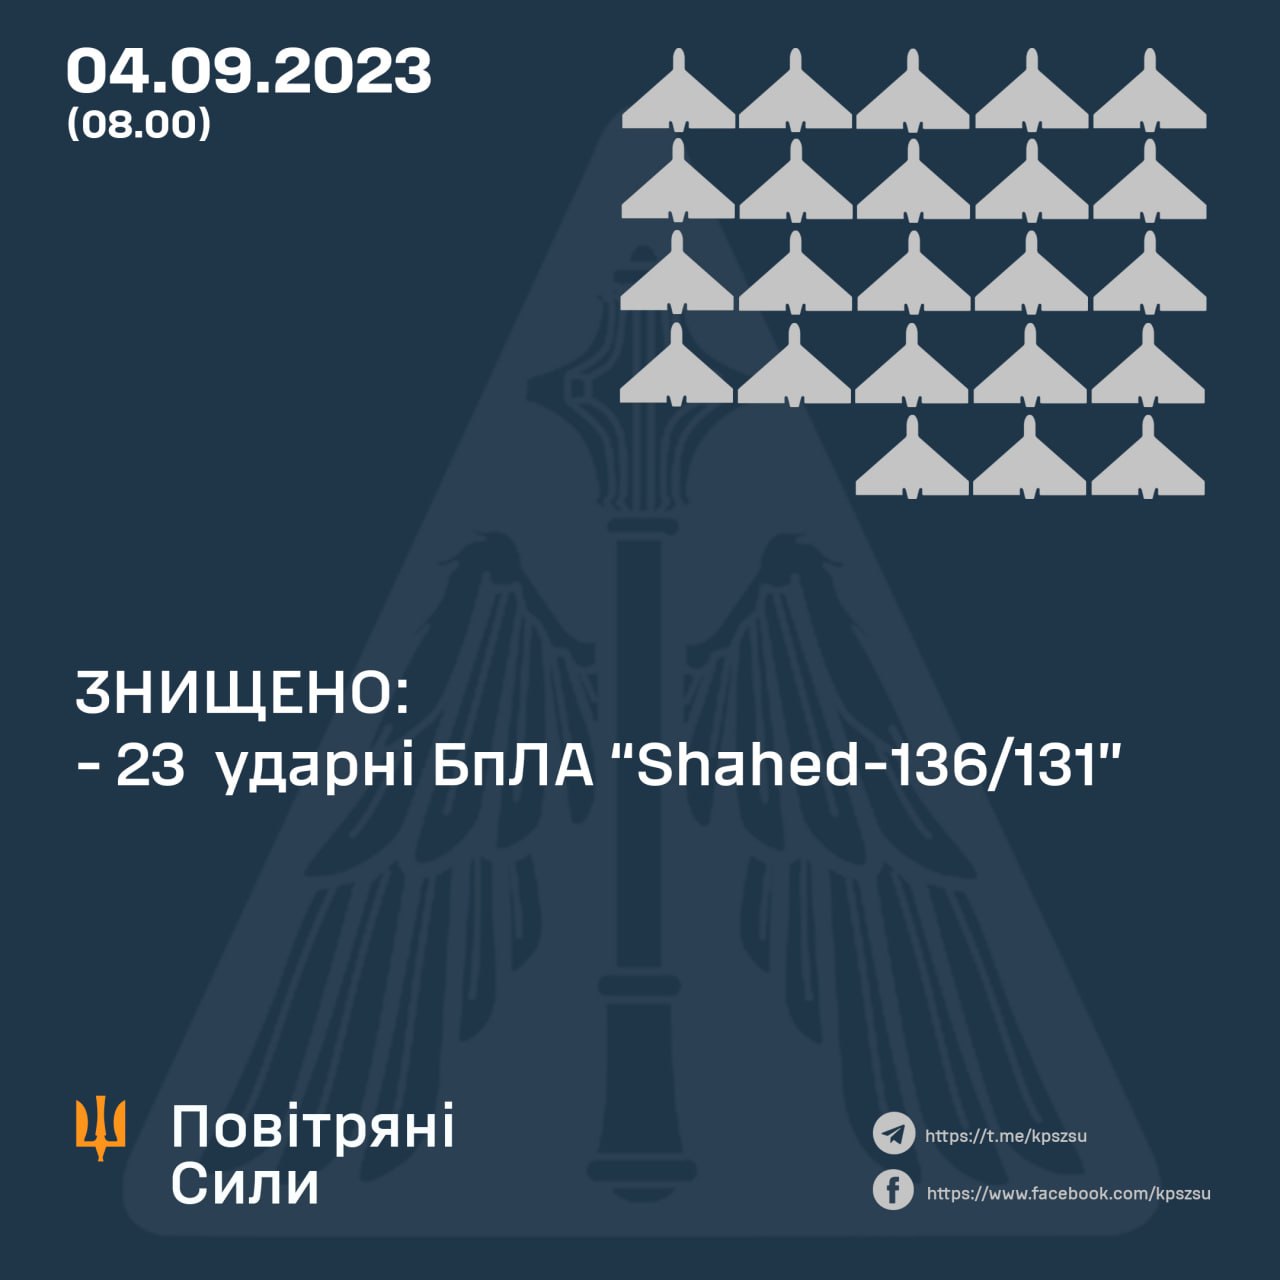 04.09.2023
(08.00)
ЗНИЩЕНО:
- 23 ударні БпЛА “Shahed-136/131”
Повітряні
Сили
https://t.me/kpszsu
https://www.facebook.com/kpszsu